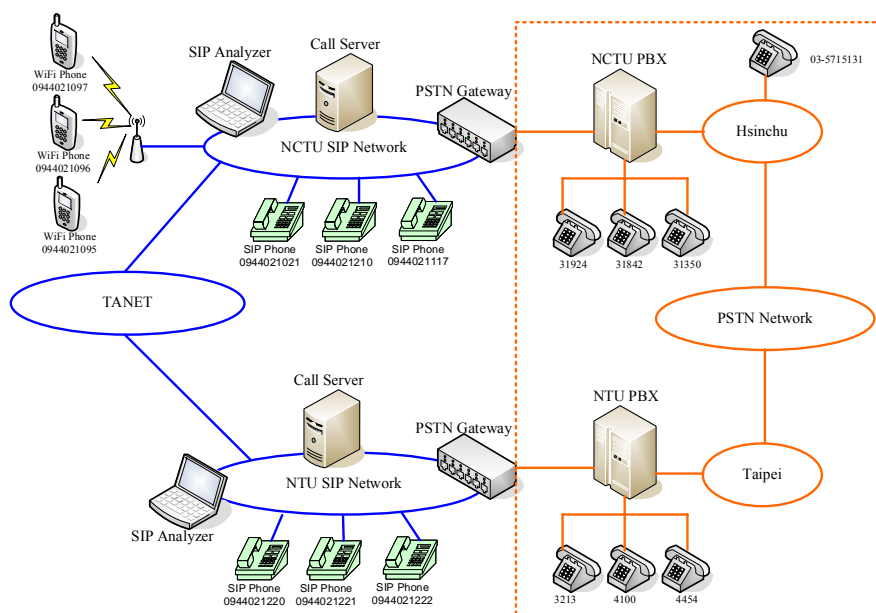 WiFi Phone
0944021097
WiFi Phone
0944021096
WiFi Phone
0944021095
SIP Analyzer
Call Server
PSTN Gateway
NCTU SIP Network
SIP Phone
0944021021
SIP Phone
0944021210
SIP Phone
0944021117
NCTU PBX
03-5715131
Hsinchu
31924
31842
31350
TANET
PSTN Network
Call Server
PSTN Gateway
NTU SIP Network
SIP Analyzer
SIP Phone
0944021220
SIP Phone
0944021221
SIP Phone
0944021222
NTU PBX
Taipei
3213
4100
4454